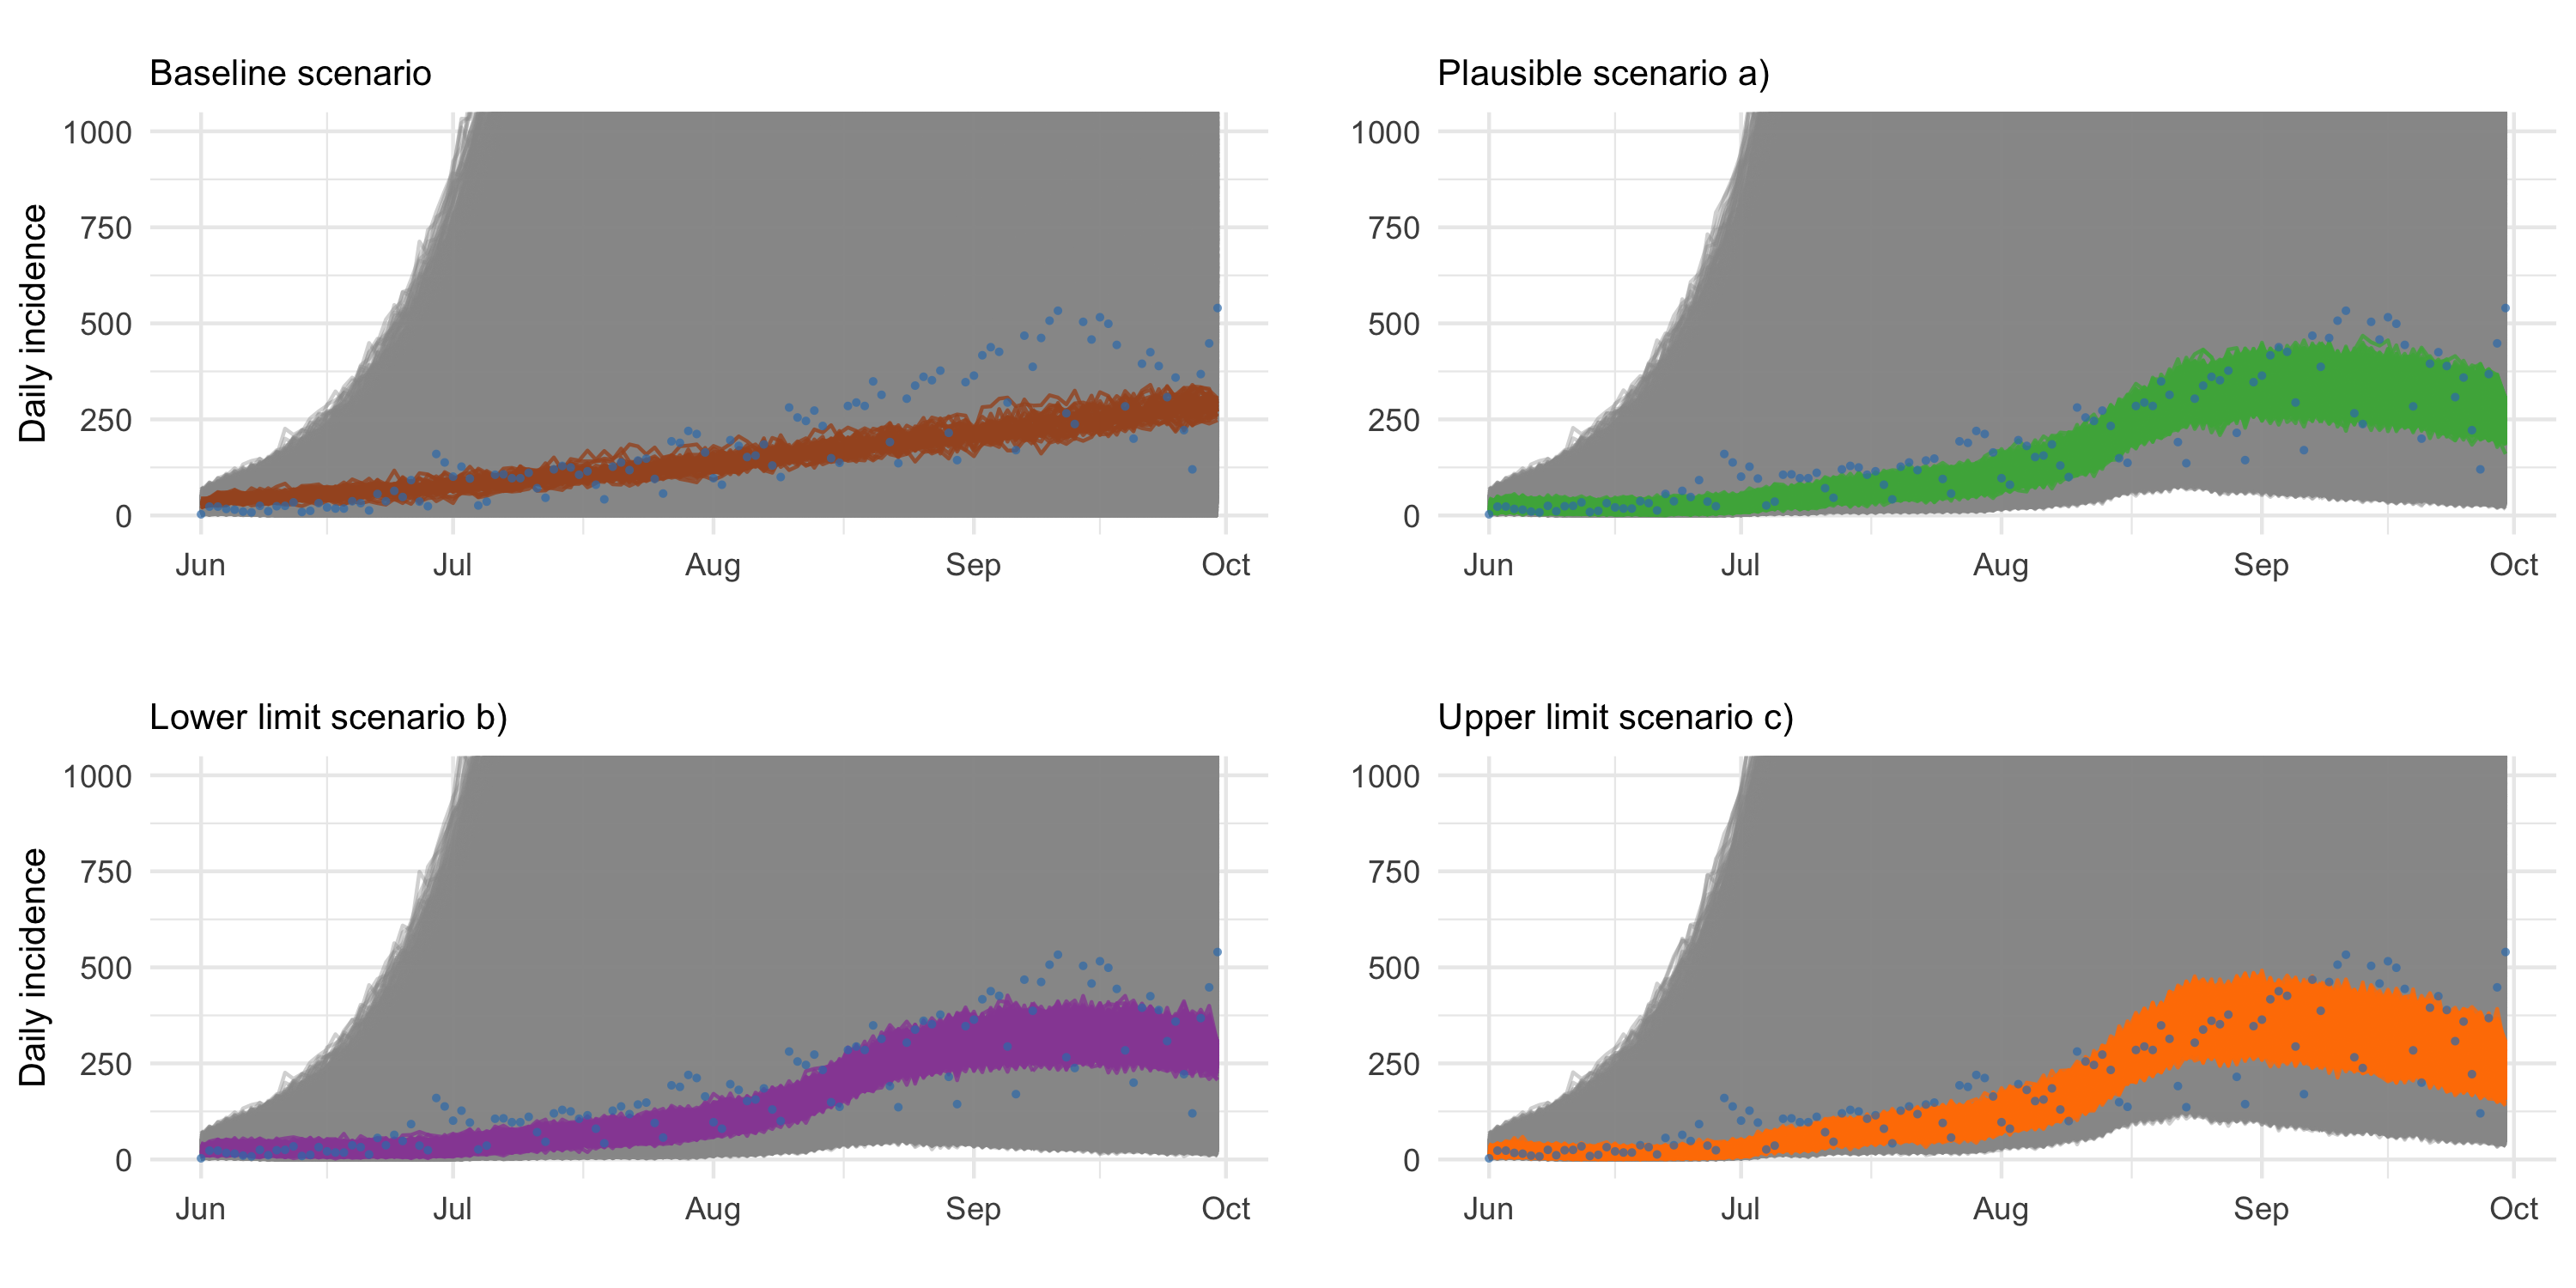 Baseline scenario
Daily incidence
1000
750
500
250
0
Jun Jul Aug Sep Oct
Plausible scenario a)
1000
750
500
250
0
Jun Jul Aug Sep Oct
Lower limit scenario b)
Daily incidence
1000
750
500
250
0
Jun Jul Aug Sep Oct
Upper limit scenario c)
1000
750
500
250
0
Jun Jul Aug Sep Oct